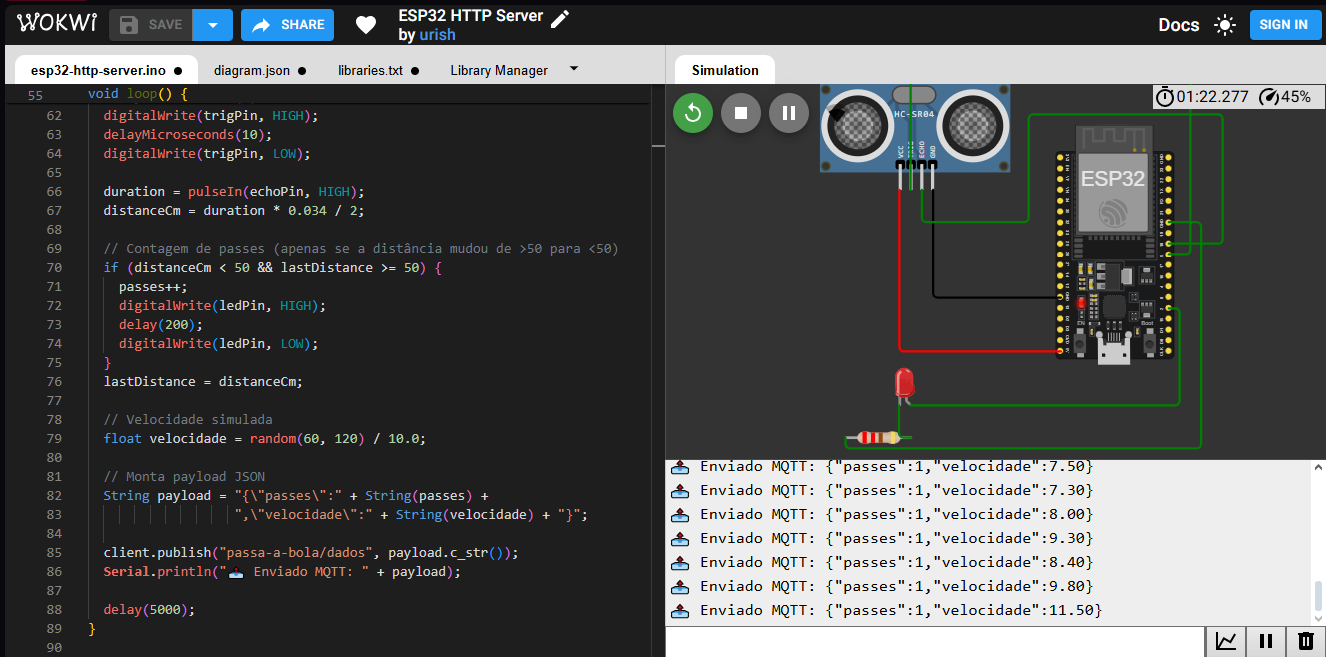 WOKWI
SAVE
SHARE
ESP32 HTTP Server
by urish
Docs
SIGN IN
esp32-http-server.ino ●
diagram.json ●
libraries.txt ●
Library Manager
Simulation
55 void loop() {
62 digitalWrite(trigPin, HIGH);
63 delayMicroseconds(10);
64 digitalWrite(trigPin, LOW);
65
66 duration = pulseIn(echoPin, HIGH);
67 distanceCm = duration * 0.034 / 2;
68
69 // Contagem de passes (apenas se a distância mudou de >50 para <50)
70 if (distanceCm < 50 && lastDistance >= 50) {
71 passes++;
72 digitalWrite(ledPin, HIGH);
73 delay(200);
74 digitalWrite(ledPin, LOW);
75 }
76 lastDistance = distanceCm;
77
78 // Velocidade simulada
79 float velocidade = random(60, 120) / 10.0;
80
81 // Monta payload JSON
82 String payload = "{\"passes\":" + String(passes) +
83 ",\"velocidade\":" + String(velocidade) + "}";
84
85 client.publish("passa-a-bola/dados", payload.c_str());
86 Serial.println("📤 Enviado MQTT: " + payload);
87
88 delay(5000);
89 }
90
01:22.277
45%
HC-SR04
VCC
ECHO
GND
ESP32
EN
Boot
📤 Enviado MQTT: {"passes":1,"velocidade":7.50}
📤 Enviado MQTT: {"passes":1,"velocidade":7.30}
📤 Enviado MQTT: {"passes":1,"velocidade":8.00}
📤 Enviado MQTT: {"passes":1,"velocidade":9.30}
📤 Enviado MQTT: {"passes":1,"velocidade":8.40}
📤 Enviado MQTT: {"passes":1,"velocidade":9.80}
📤 Enviado MQTT: {"passes":1,"velocidade":11.50}